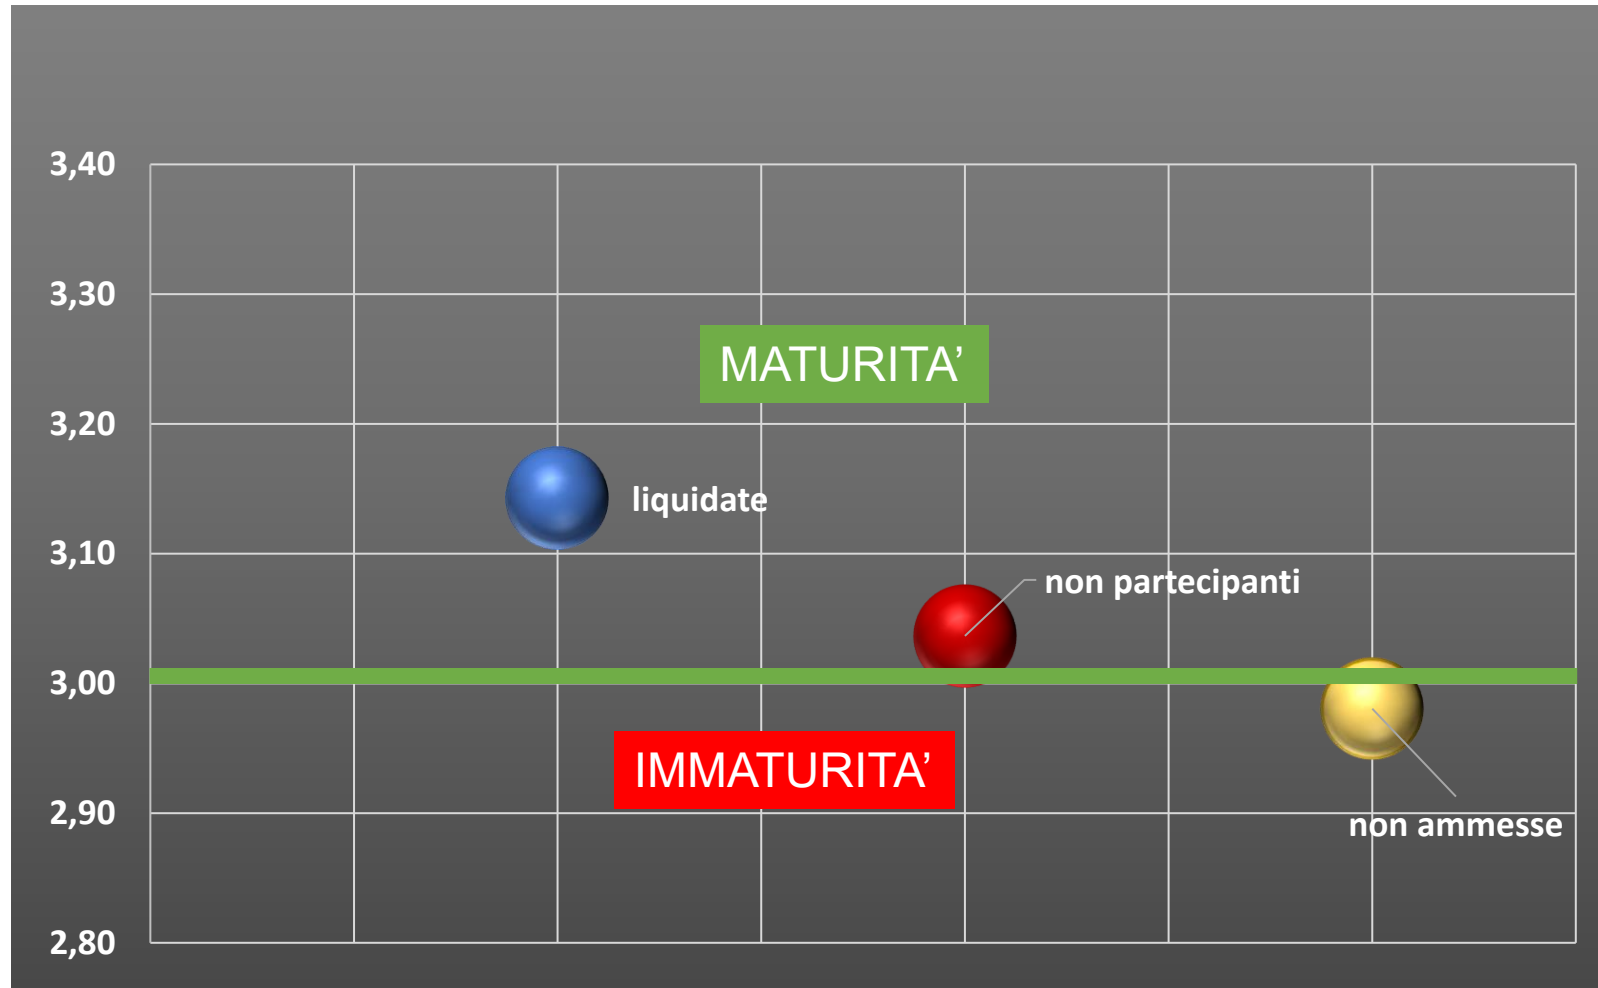 3,40
3,30
MATURITA’
3,20
liquidate
3,10
non partecipanti
3,00
IMMATURITA’
2,90
non ammesse
2,80